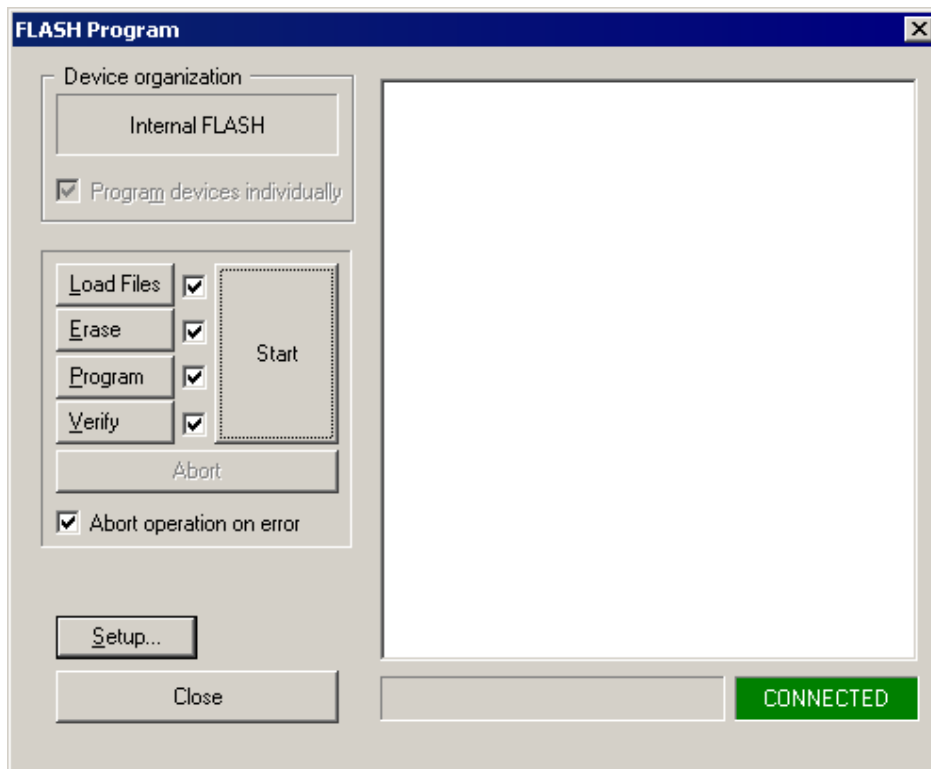 FLASH Program
Device organization
Internal FLASH
Program devices individually
Load Files
Erase
Program
Verify
Start
Abort
Abort operation on error
Setup...
Close
CONNECTED